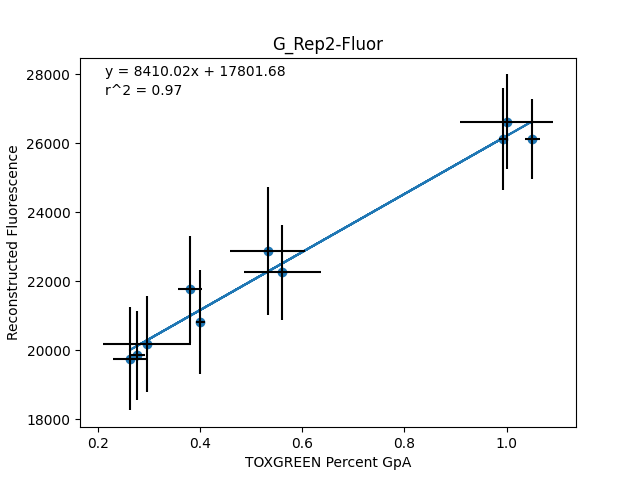 G_Rep2-Fluor
y = 8410.02x + 17801.68
r^2 = 0.97
28000
26000
24000
22000
20000
18000
Reconstructed Fluorescence
0.2 0.4 0.6 0.8 1.0
TOXGREEN Percent GpA